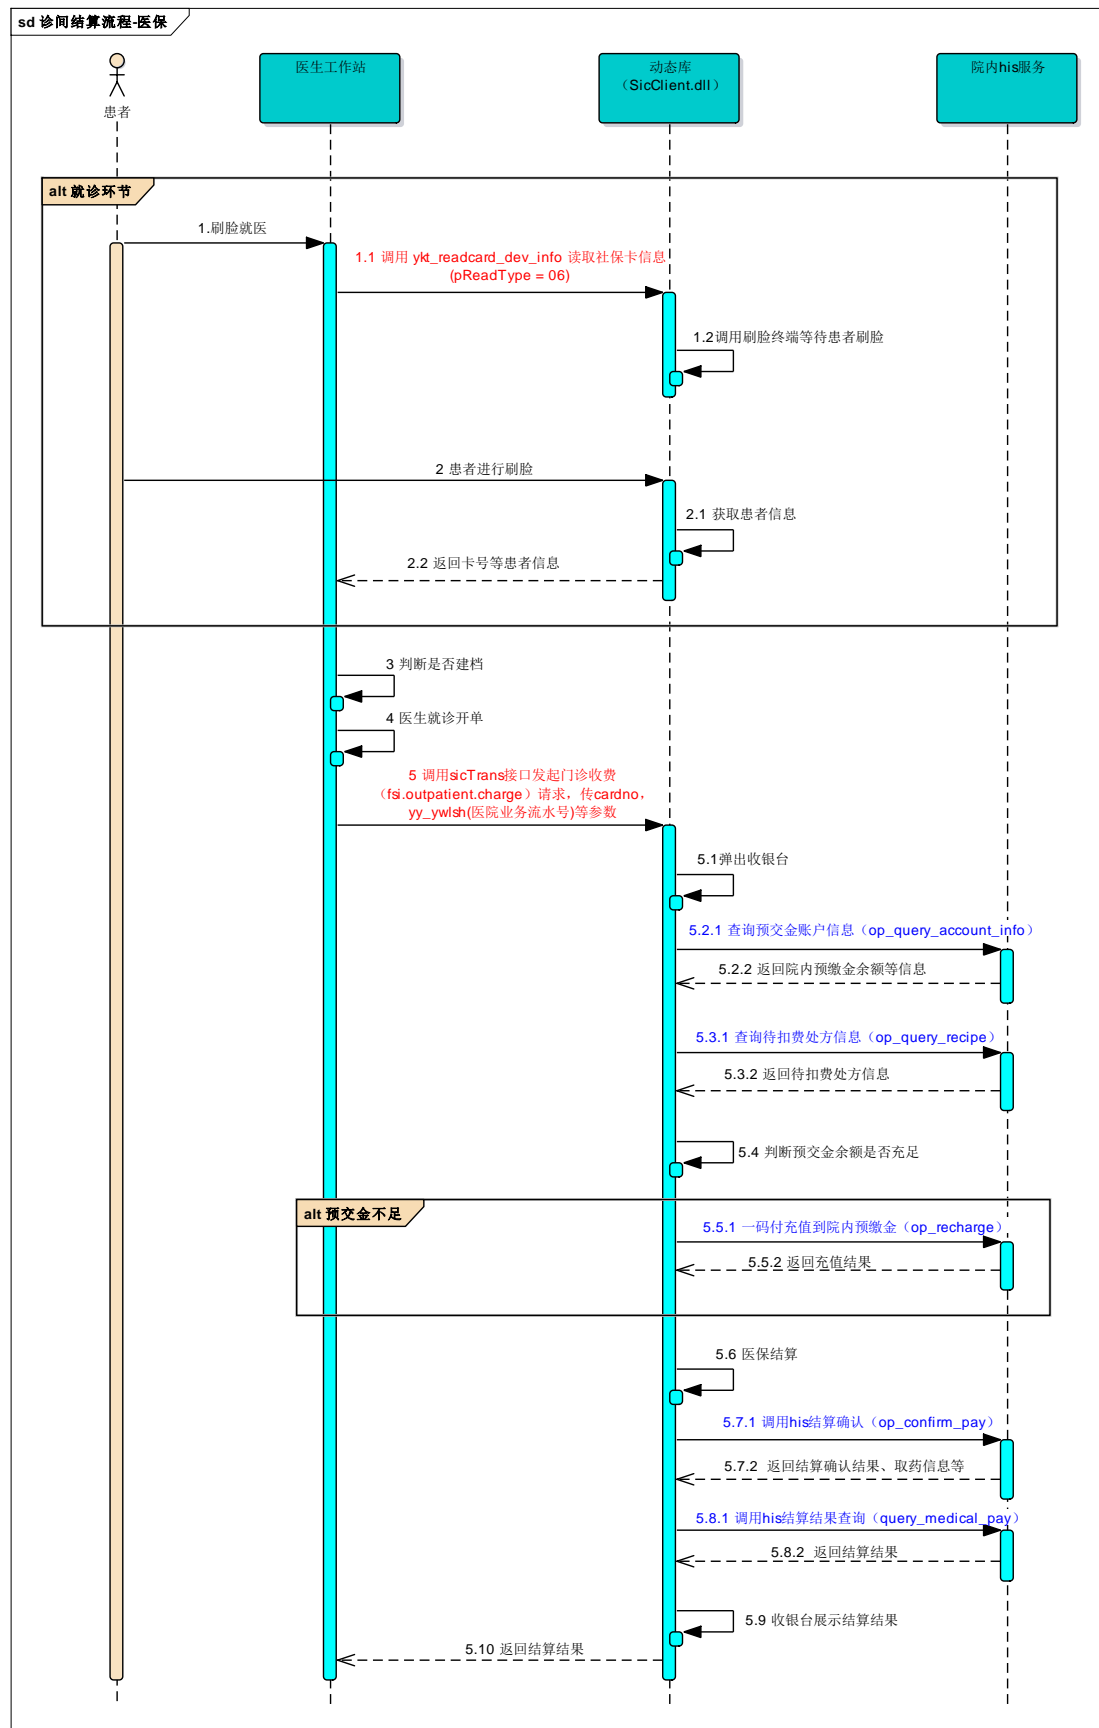 sd 诊间结算流程-医保
患者
医生工作站
动态库
（SicClient.dll）
院内his服务
alt 就诊环节
1.刷脸就医
1.1 调用 ykt_readcard_dev_info 读取社保卡信息
(pReadType = 06)
1.2调用刷脸终端等待患者刷脸
2 患者进行刷脸
2.1 获取患者信息
2.2 返回卡号等患者信息
3 判断是否建档
4 医生就诊开单
5 调用sicTrans接口发起门诊收费
（fsi.outpatient.charge）请求，传cardno，
yy_ywlsh(医院业务流水号)等参数
5.1弹出收银台
5.2.1 查询预交金账户信息（op_query_account_info）
5.2.2 返回院内预缴金余额等信息
5.3.1 查询待扣费处方信息（op_query_recipe）
5.3.2 返回待扣费处方信息
5.4 判断预交金余额是否充足
alt 预交金不足
5.5.1 一码付充值到院内预缴金（op_recharge）
5.5.2 返回充值结果
5.6 医保结算
5.7.1 调用his结算确认（op_confirm_pay）
5.7.2 返回结算确认结果、取药信息等
5.8.1 调用his结算结果查询（query_medical_pay）
5.8.2 返回结算结果
5.9 收银台展示结算结果
5.10 返回结算结果